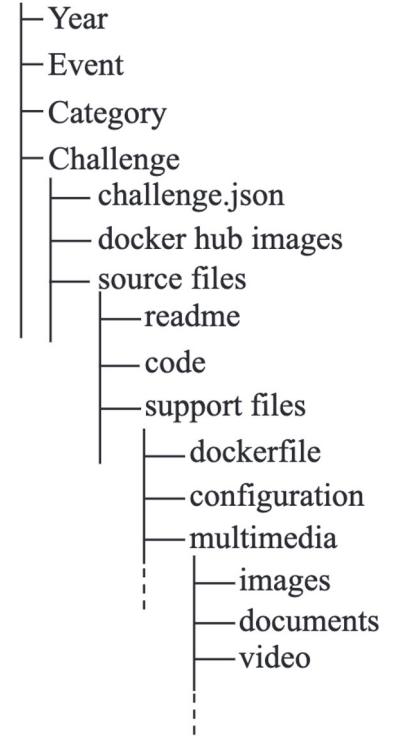 Year
Event
Category
Challenge
challenge.json
docker hub images
source files
readme
code
support files
dockerfile
configuration
multimedia
images
documents
video